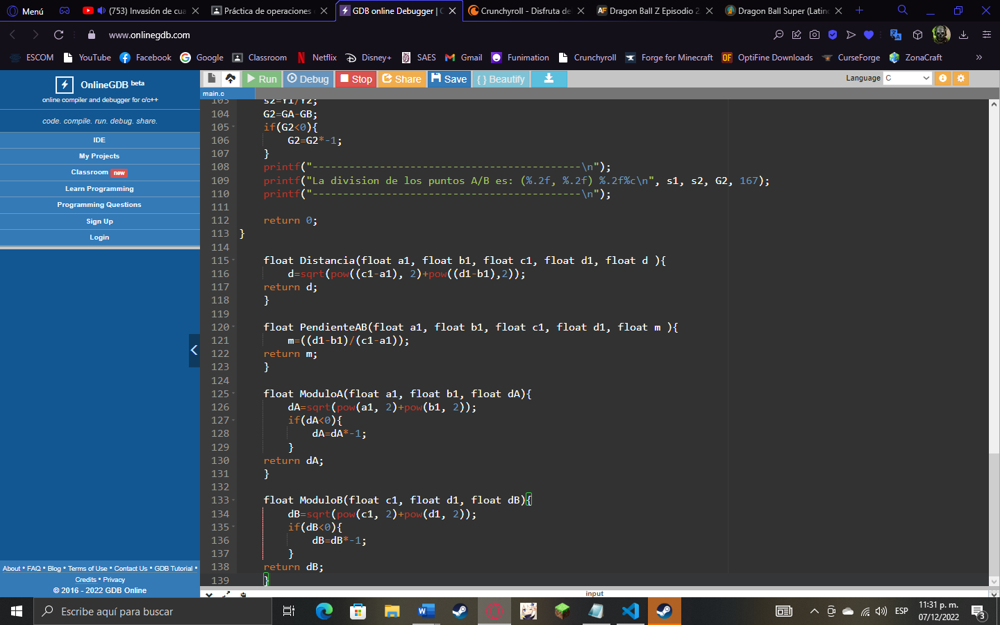 Menú
(753) Invasión de cua
Práctica de operaciones
GDB online Debugger | C
Crunchyroll - Disfruta de
AF Dragon Ball Z Episodio 2
Dragon Ball Super (Latino
www.onlinegdb.com
ESCOM YouTube Facebook Google Classroom Netflix Disney+ SAES Gmail Funimation Crunchyroll Forge for Minecraft OF OptiFine Downloads CurseForge ZonaCraft »
OnlineGDB beta
online compiler and debugger for c/c++
code. compile. run. debug. share.
IDE
My Projects
Classroom new
Learn Programming
Programming Questions
Sign Up
Login
About • FAQ • Blog • Terms of Use • Contact Us • GDB Tutorial •
Credits • Privacy
© 2016 - 2022 GDB Online
Run Debug Stop Share Save { } Beautify
Language C
main.c
103 s2=Y1/Y2;
104 G2=GA-GB;
105 if(G2<0){
106 G2=G2*-1;
107 }
108 printf("--------------------------------------------\n");
109 printf("La division de los puntos A/B es: (%.2f, %.2f) %.2f%c\n", s1, s2, G2, 167);
110 printf("--------------------------------------------\n");
111
112 return 0;
113 }
114
115 float Distancia(float a1, float b1, float c1, float d1, float d ){
116 d=sqrt(pow((c1-a1), 2)+pow((d1-b1),2));
117 return d;
118 }
119
120 float PendienteAB(float a1, float b1, float c1, float d1, float m ){
121 m=((d1-b1)/(c1-a1));
122 return m;
123 }
124
125 float ModuloA(float a1, float b1, float dA){
126 dA=sqrt(pow(a1, 2)+pow(b1, 2));
127 if(dA<0){
128 dA=dA*-1;
129 }
130 return dA;
131 }
132
133 float ModuloB(float c1, float d1, float dB){
134 dB=sqrt(pow(c1, 2)+pow(d1, 2));
135 if(dB<0){
136 dB=dB*-1;
137 }
138 return dB;
139 }
input
Escribe aquí para buscar
ESP
11:31 p. m.
07/12/2022
3